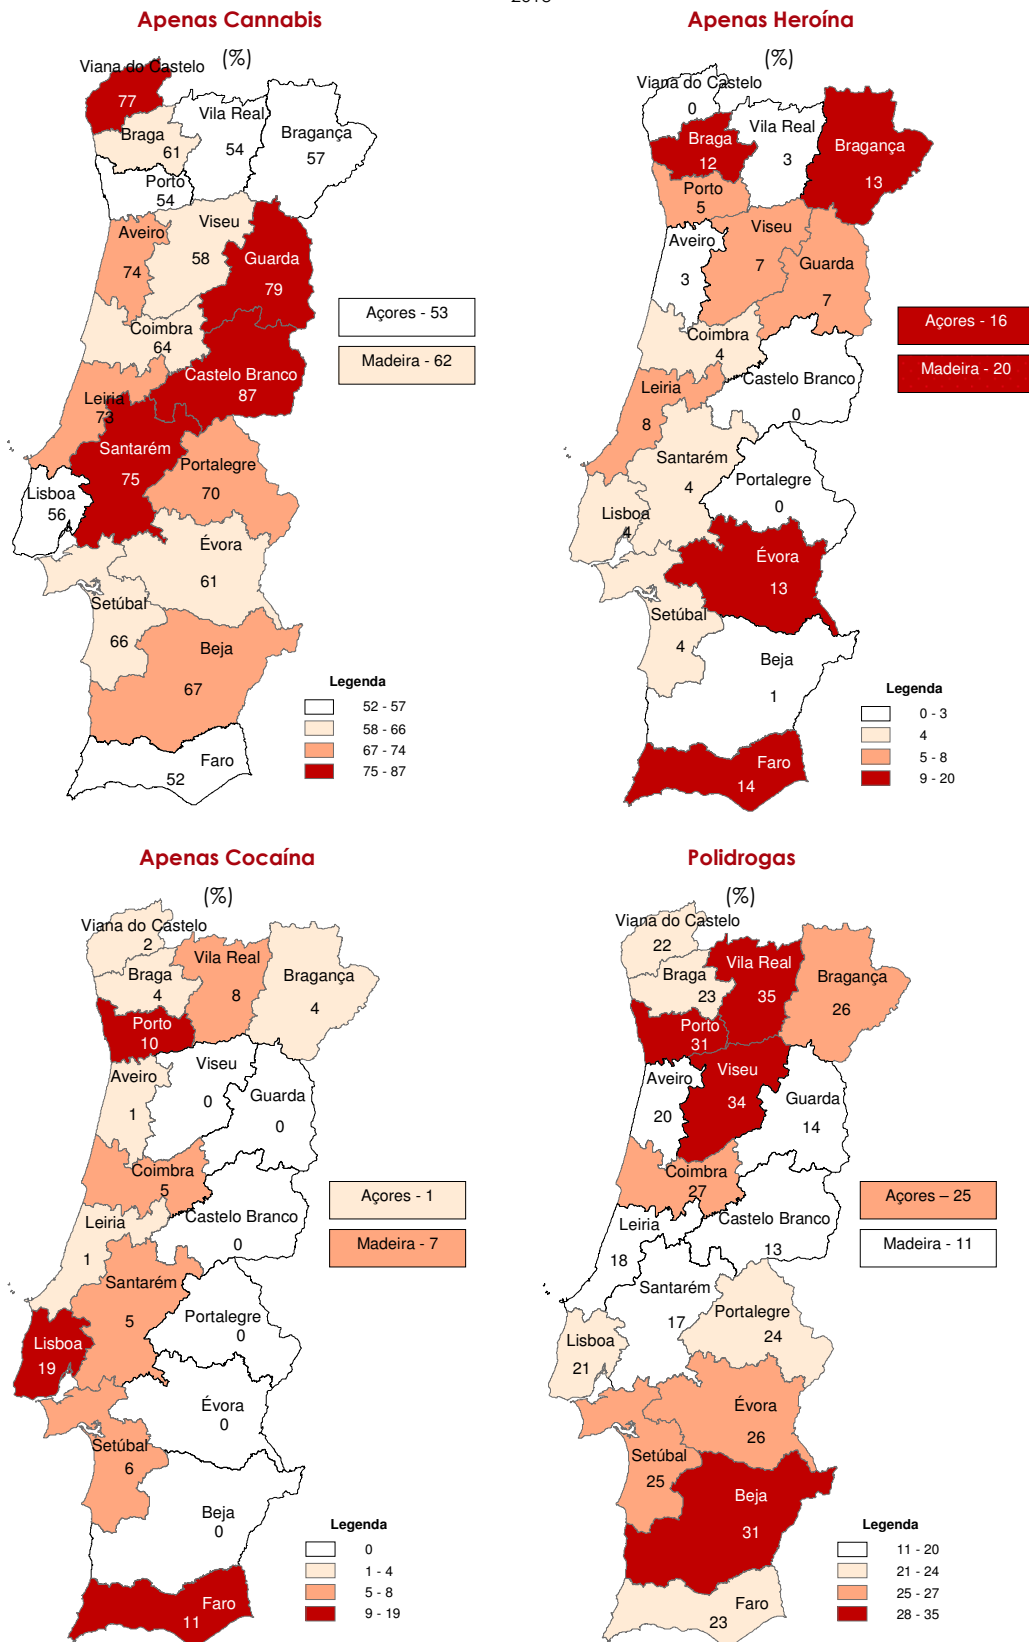 Apenas Cannabis
(%)
Viana do Castelo
77
Braga
61
Vila Real
54
Bragança
57
Porto
54
Aveiro
74
Viseu
58
Guarda
79
Coimbra
64
Castelo Branco
87
Leiria
73
Santarém
75
Portalegre
70
Lisboa
56
Évora
61
Setúbal
66
Beja
67
Faro
52
Açores - 53
Madeira - 62
Legenda
52 - 57
58 - 66
67 - 74
75 - 87
Apenas Heroína
(%)
Viana do Castelo
0
Braga
12
Vila Real
3
Bragança
13
Porto
5
Aveiro
3
Viseu
7
Guarda
7
Coimbra
4
Castelo Branco
0
Leiria
8
Santarém
4
Portalegre
0
Lisboa
4
Évora
13
Setúbal
4
Beja
1
Faro
14
Açores - 16
Madeira - 20
Legenda
0 - 3
4
5 - 8
9 - 20
Apenas Cocaína
(%)
Viana do Castelo
2
Braga
4
Vila Real
8
Bragança
4
Porto
10
Aveiro
1
Viseu
0
Guarda
0
Coimbra
5
Castelo Branco
0
Leiria
1
Santarém
5
Portalegre
0
Lisboa
19
Évora
0
Setúbal
6
Beja
0
Faro
11
Açores - 1
Madeira - 7
Legenda
0
1 - 4
5 - 8
9 - 19
Polidrogas
(%)
Viana do Castelo
22
Braga
23
Vila Real
35
Bragança
26
Porto
31
Aveiro
20
Viseu
34
Guarda
14
Coimbra
27
Castelo Branco
13
Leiria
18
Santarém
17
Portalegre
24
Lisboa
21
Évora
26
Setúbal
25
Beja
31
Faro
23
Açores – 25
Madeira - 11
Legenda
11 - 20
21 - 24
25 - 27
28 - 35